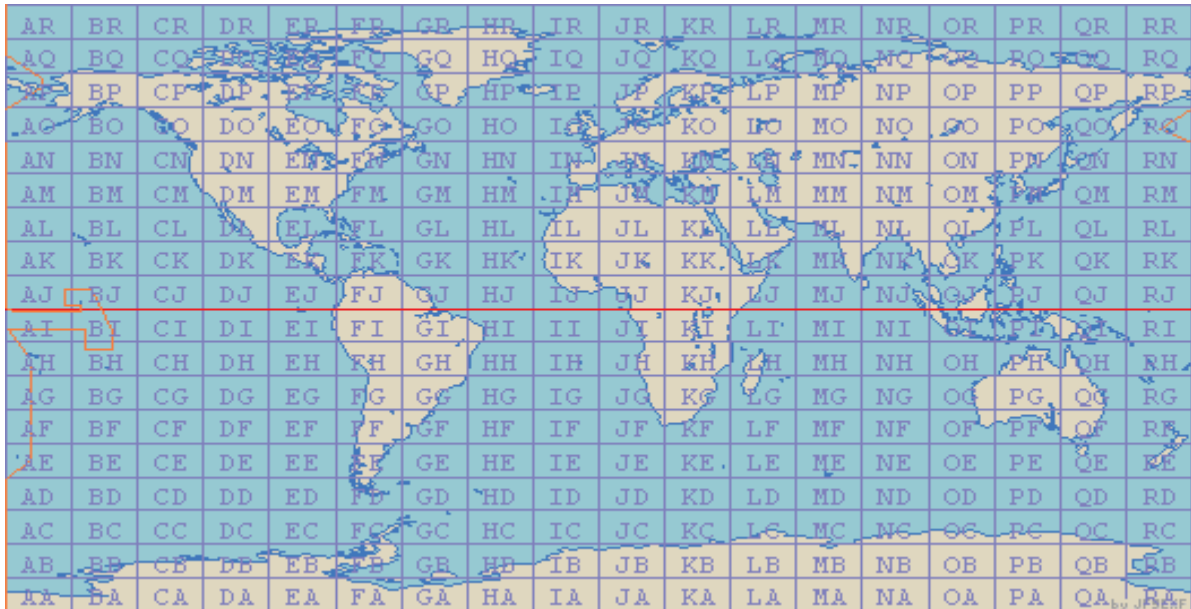 AR BR CR DR ER FR GR HR IR JR KR LR MR NR OR PR QR RR
AQ BQ CQ DQ EQ FQ GQ HQ IQ JQ KQ LQ MQ NQ OQ PQ QQ RQ
AP BP CP DP EP FP GP HP IP JP KP LP MP NP OP PP QP RP
AO BO CO DO EO FO GO HO IO JO KO LO MO NO OO PO QO RO
AN BN CN DN EN FN GN HN IN JN KN LN MN NN ON PN QN RN
AM BM CM DM EM FM GM HM IM JM KM LM MM NM OM PM QM RM
AL BL CL DL EL FL GL HL IL JL KL LL ML NL OL PL QL RL
AK BK CK DK EK FK GK HK IK JK KK LK MK NK OK PK QK RK
AJ BJ CJ DJ EJ FJ GJ HJ IJ JJ KJ LJ MJ NJ OJ PJ QJ RJ
AI BI CI DI EI FI GI HI II JI KI LI MI NI OI PI QI RI
AH BH CH DH EH FH GH HH IH JH KH LH MH NH OH PH QH RH
AG BG CG DG EG FG GG HG IG JG KG LG MG NG OG PG QG RG
AF BF CF DF EF FF GF HF IF JF KF LF MF NF OF PF QF RF
AE BE CE DE EE FE GE HE IE JE KE LE ME NE OE PE QE RE
AD BD CD DD ED FD GD HD ID JD KD LD MD ND OD PD QD RD
AC BC CC DC EC FC GC HC IC JC KC LC MC NC OC PC QC RC
AB BB CB DB EB FB GB HB IB JB KB LB MB NB OB PB QB RB
AA BA CA DA EA FA GA HA IA JA KA LA MA NA OA PA QA RA
by